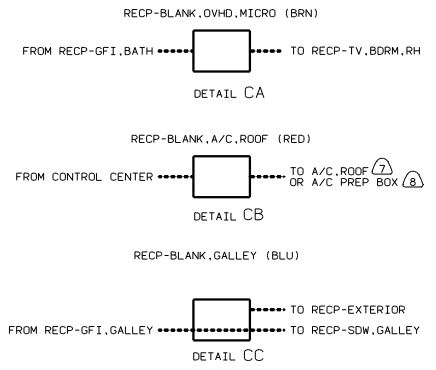 RECP-BLANK,OVHD,MICRO (BRN)
FROM RECP-GFI,BATH
TO RECP-TV,BDRM,RH
DETAIL CA
RECP-BLANK,A/C,ROOF (RED)
FROM CONTROL CENTER
TO A/C,ROOF 7
OR A/C PREP BOX 8
DETAIL CB
RECP-BLANK,GALLEY (BLU)
TO RECP-EXTERIOR
FROM RECP-GFI,GALLEY
TO RECP-SDW,GALLEY
DETAIL CC